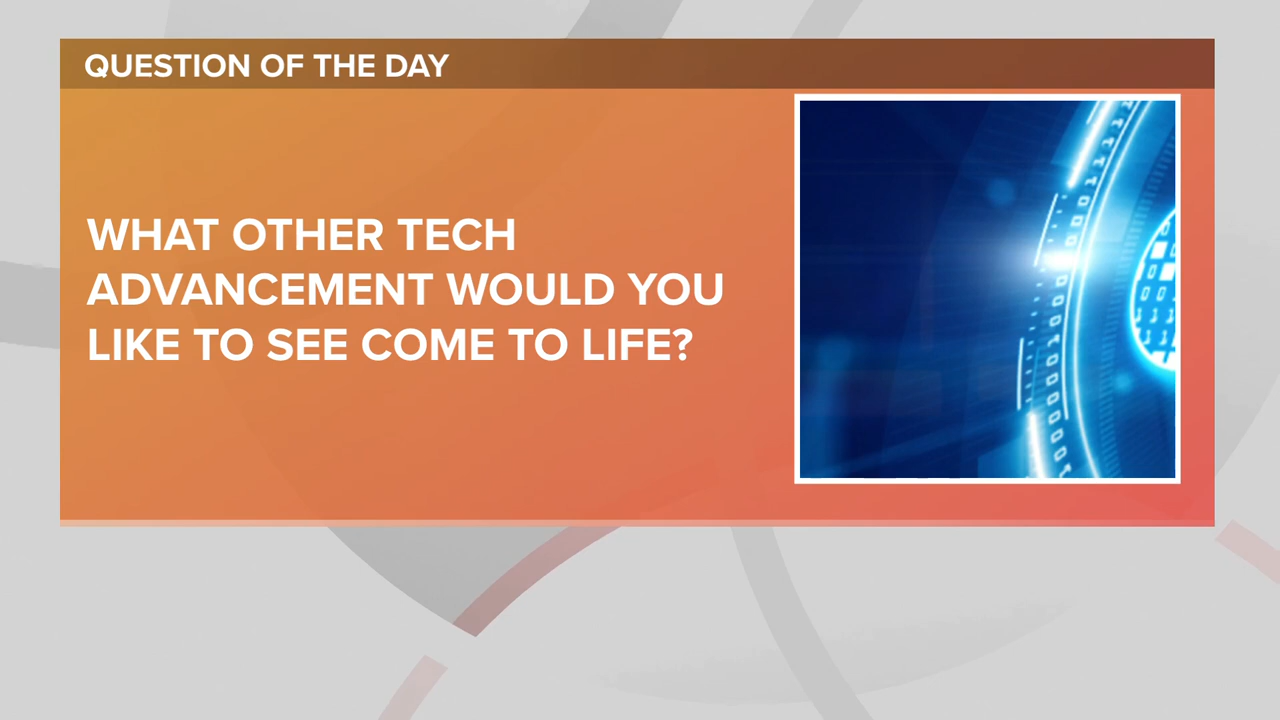 QUESTION OF THE DAY
WHAT OTHER TECH
ADVANCEMENT WOULD YOU
LIKE TO SEE COME TO LIFE?